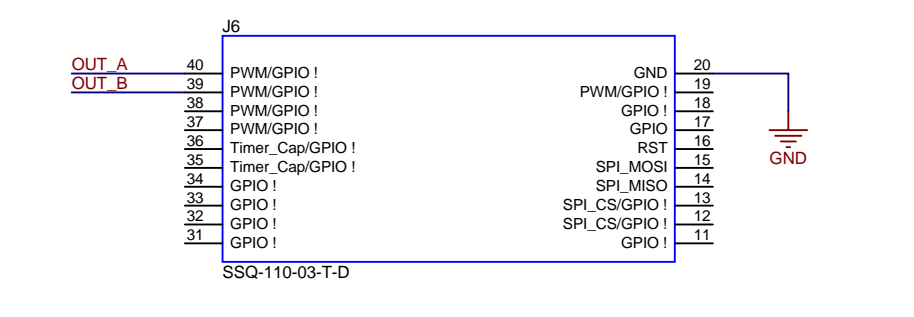 J6
OUT_A 40 PWM/GPIO ! GND 20
OUT_B 39 PWM/GPIO ! PWM/GPIO ! 19
38 PWM/GPIO ! GPIO ! 18
37 PWM/GPIO ! GPIO 17
36 Timer_Cap/GPIO ! RST 16
35 Timer_Cap/GPIO ! SPI_MOSI 15
34 GPIO ! SPI_MISO 14
33 GPIO ! SPI_CS/GPIO ! 13
32 GPIO ! SPI_CS/GPIO ! 12
31 GPIO ! GPIO ! 11
GND
SSQ-110-03-T-D